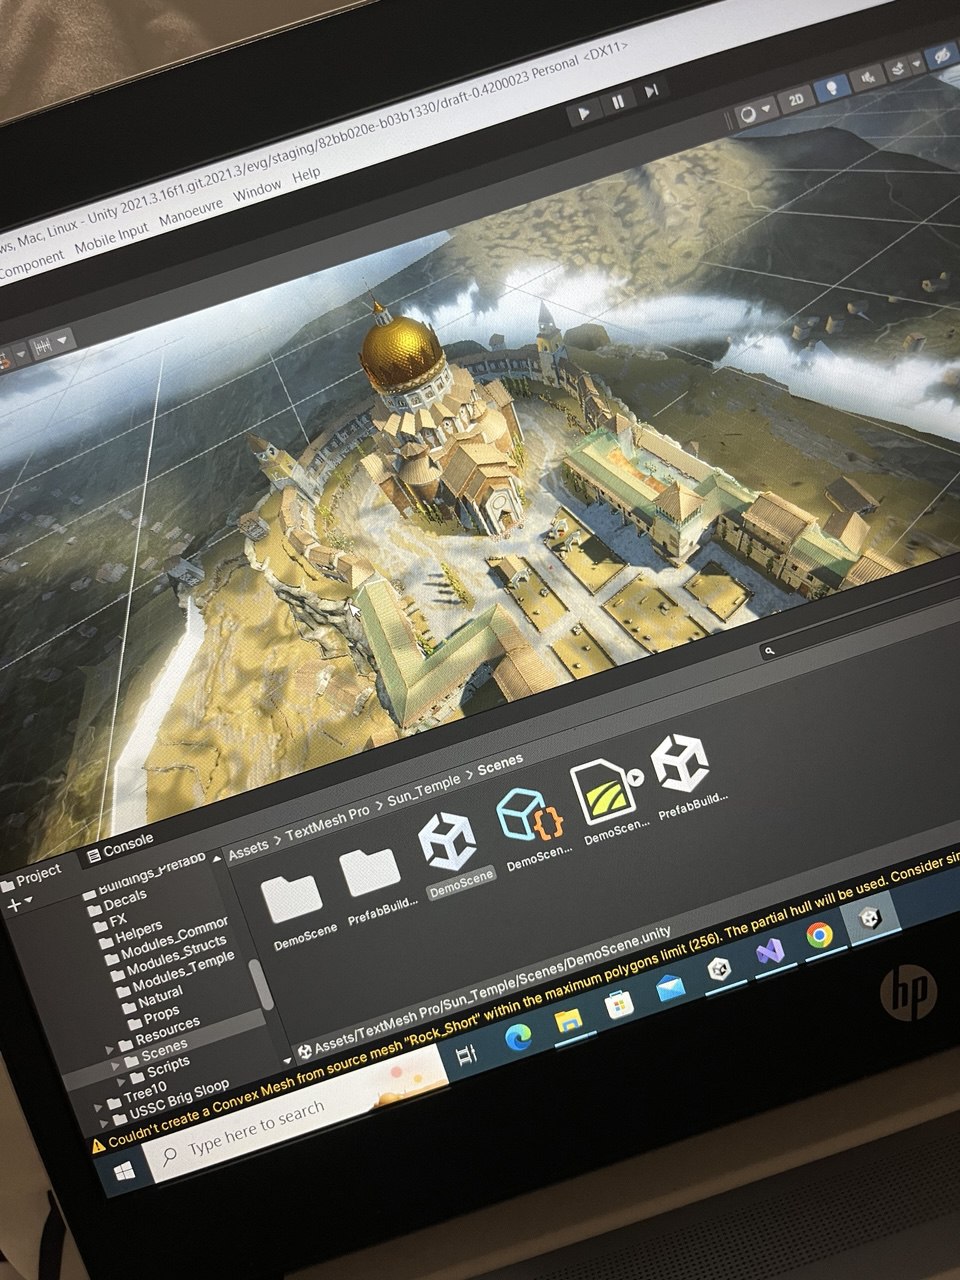 ws, Mac, Linux - Unity 2021.3.16f1.git.2021.3/evg/staging/82bb020e-b03b1330/draft-0.4200023 Personal <DX11>
Component Mobile Input Manoeuvre Window Help
2D
Project
Console
Buildings_Prefabb
Decals
FX
Helpers
Modules_Common
Modules_Structs
Modules_Temple
Natural
Props
Resources
Scenes
Scripts
Tree10
USSC Brig Sloop
Assets > TextMesh Pro > Sun_Temple > Scenes
DemoScene
PrefabBuild...
DemoScene
DemoScen...
DemoScen...
PrefabBuild...
Assets/TextMesh Pro/Sun_Temple/Scenes/DemoScene.unity
Couldn't create a Convex Mesh from source mesh "Rock_Short" within the maximum polygons limit (256). The partial hull will be used. Consider sim
Type here to search
hp